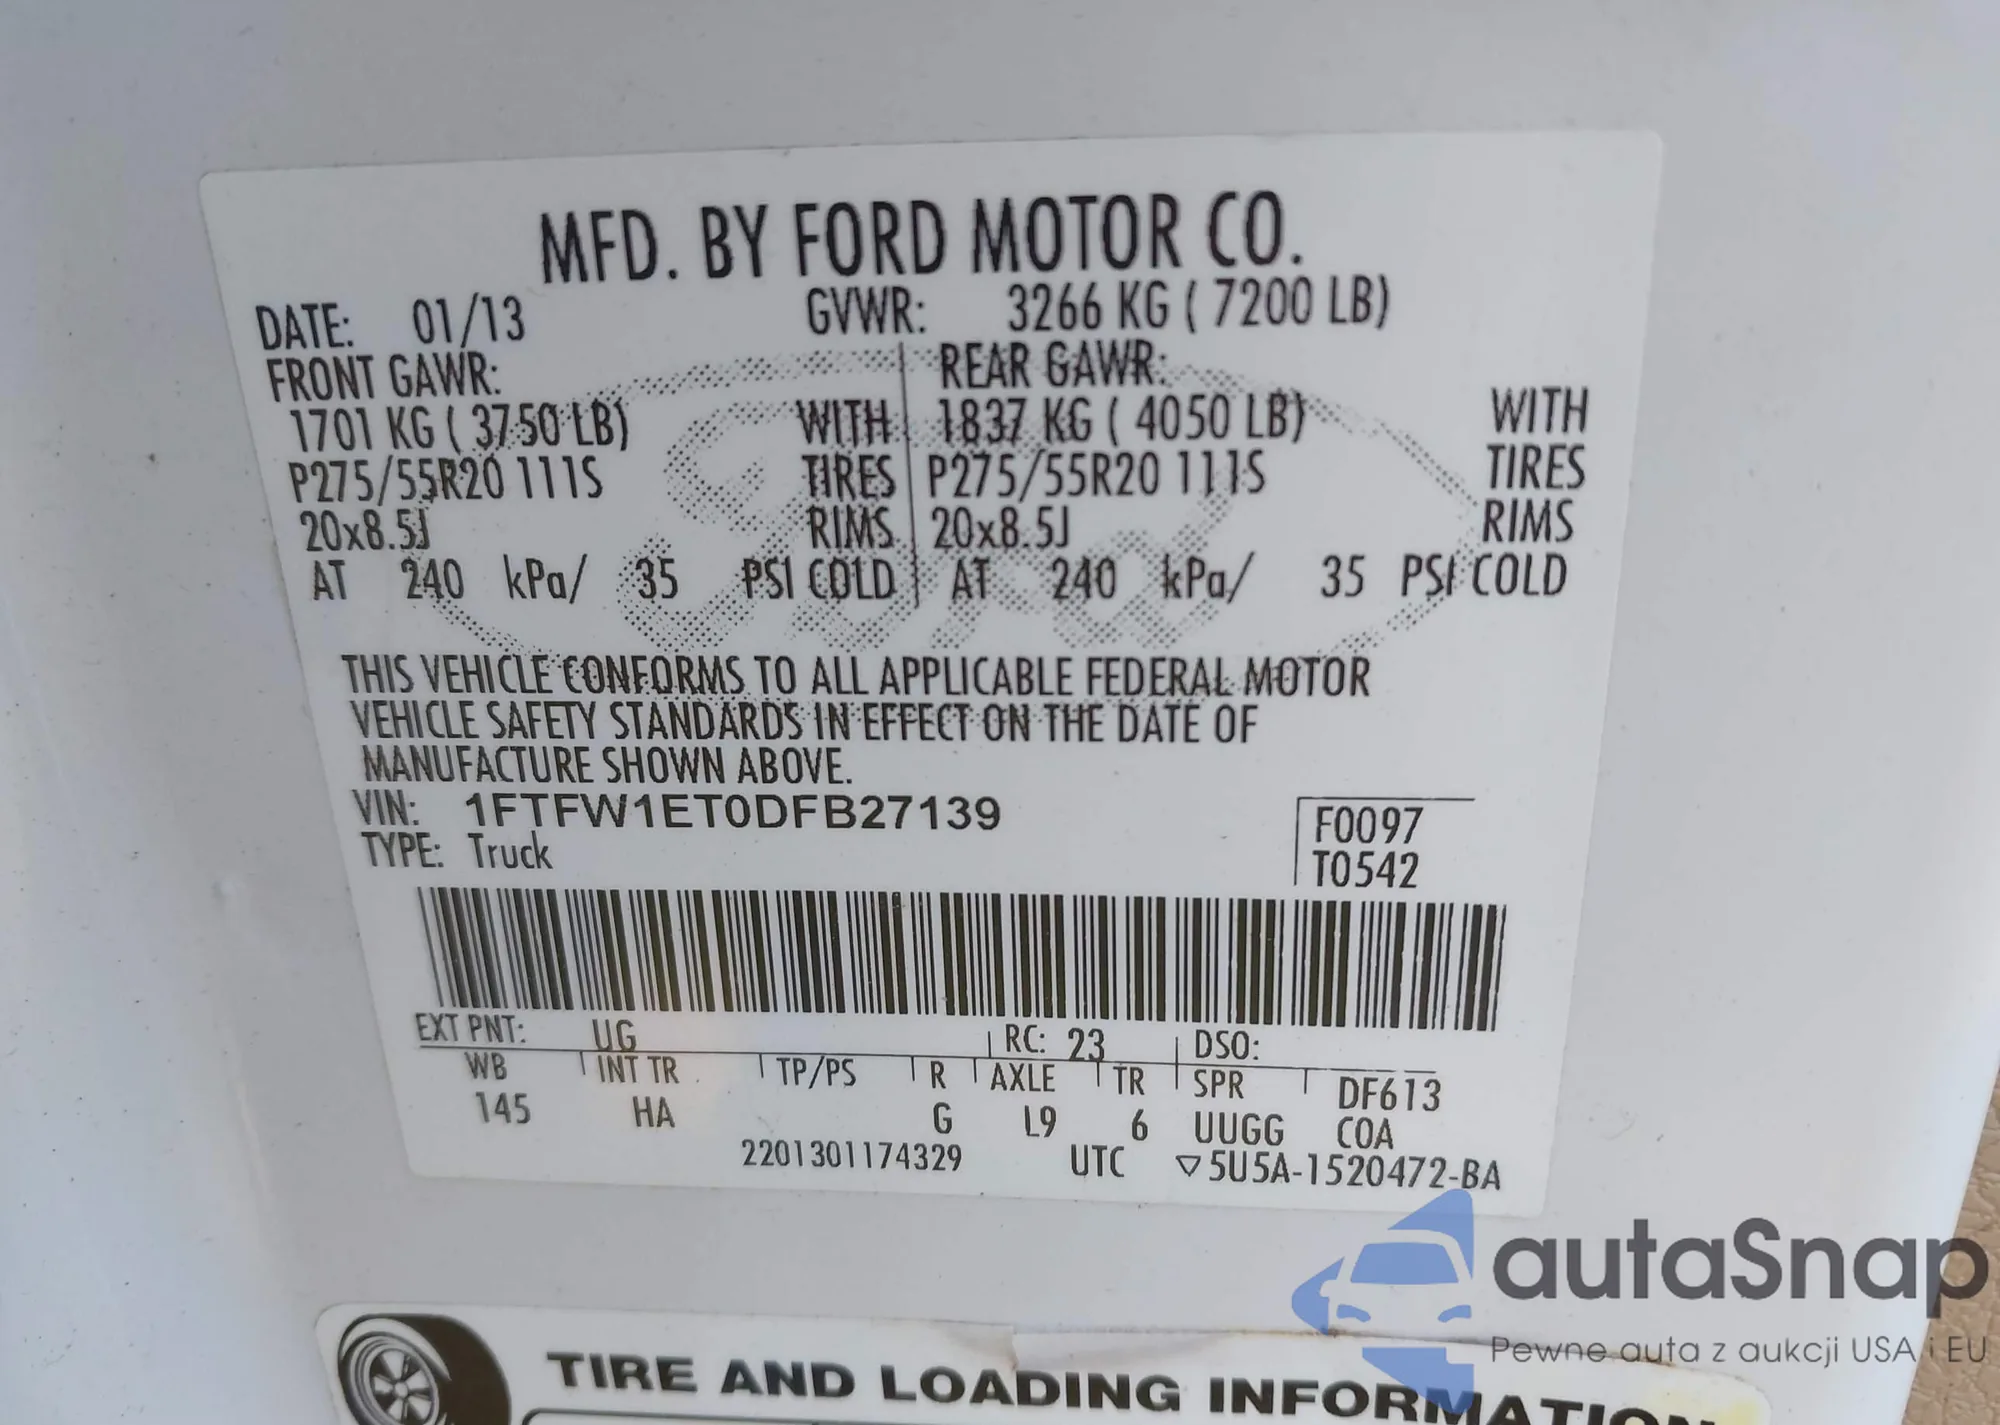 MFD. BY FORD MOTOR CO.
DATE: 01/13 GVWR: 3266 KG ( 7200 LB)
FRONT GAWR: REAR GAWR:
1701 KG ( 3750 LB) WITH 1837 KG ( 4050 LB) WITH
P275/55R20 111S TIRES P275/55R20 111S TIRES
20x8.5J RIMS 20x8.5J RIMS
AT 240 kPa/ 35 PSI COLD AT 240 kPa/ 35 PSI COLD
THIS VEHICLE CONFORMS TO ALL APPLICABLE FEDERAL MOTOR
VEHICLE SAFETY STANDARDS IN EFFECT ON THE DATE OF
MANUFACTURE SHOWN ABOVE.
VIN: 1FTFW1ET0DFB27139 F0097
TYPE: Truck T0542
EXT PNT: UG RC: 23 DSO:
WB INT TR TP/PS R AXLE TR SPR DF613
145 HA G L9 6 UUGG COA
2201301174329 UTC ▽5U5A-1520472-BA
autaSnap
Pewne auta z aukcji USA i EU
TIRE AND LOADING INFORMATION